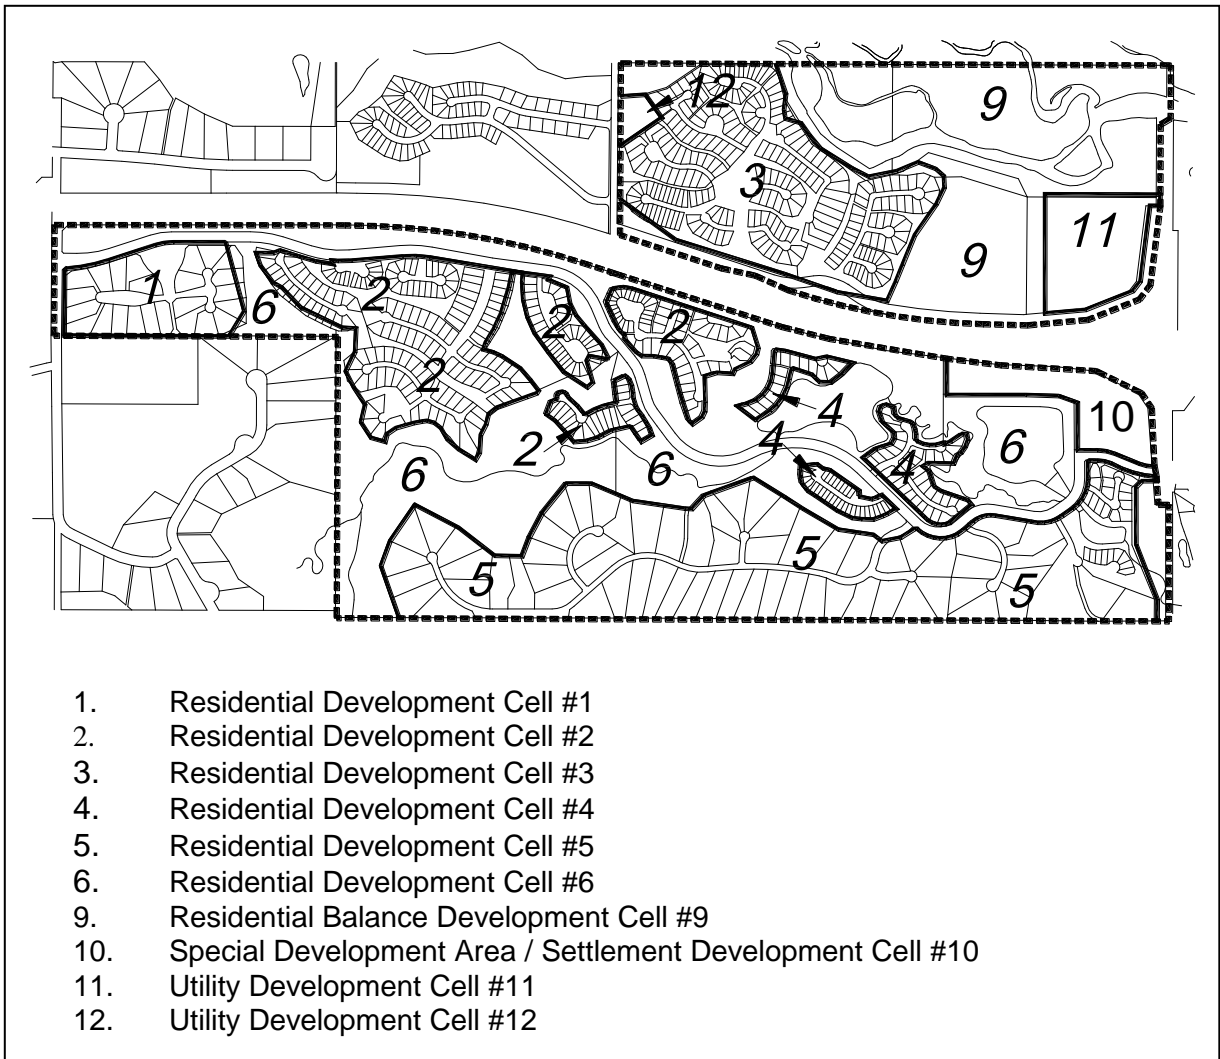 12
9
3
11
9
1
6
2
2
2
2
4
10
2
6
6
4
4
6
5
5
5
1. Residential Development Cell #1
2. Residential Development Cell #2
3. Residential Development Cell #3
4. Residential Development Cell #4
5. Residential Development Cell #5
6. Residential Development Cell #6
9. Residential Balance Development Cell #9
10. Special Development Area / Settlement Development Cell #10
11. Utility Development Cell #11
12. Utility Development Cell #12